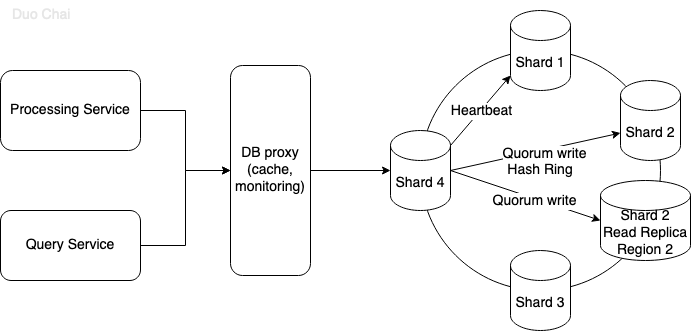 Duo Chai
Processing Service
Query Service
DB proxy
(cache,
monitoring)
Shard 4
Heartbeat
Shard 1
Quorum write
Hash Ring
Quorum write
Shard 2
Shard 2
Read Replica
Region 2
Shard 3